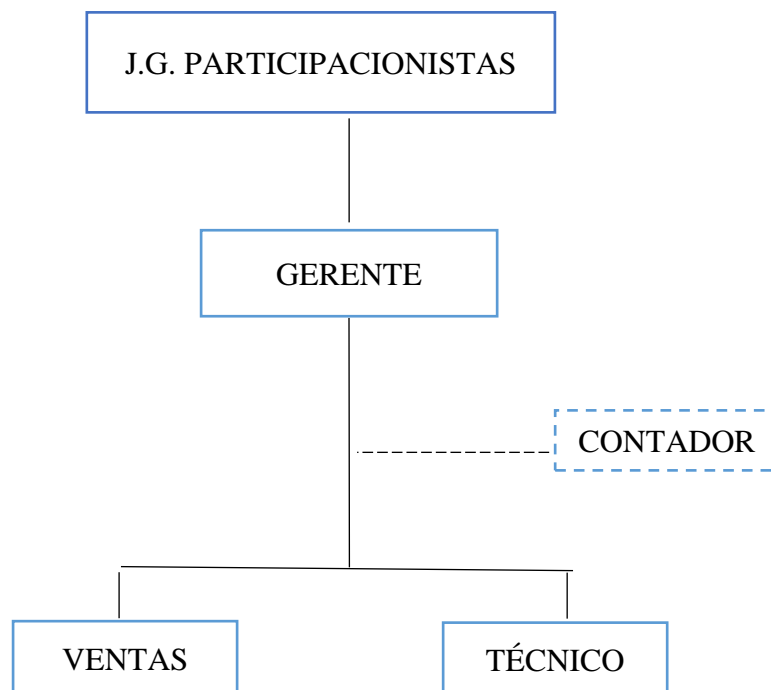 J.G. PARTICIPACIONISTAS
GERENTE
CONTADOR
VENTAS
TÉCNICO